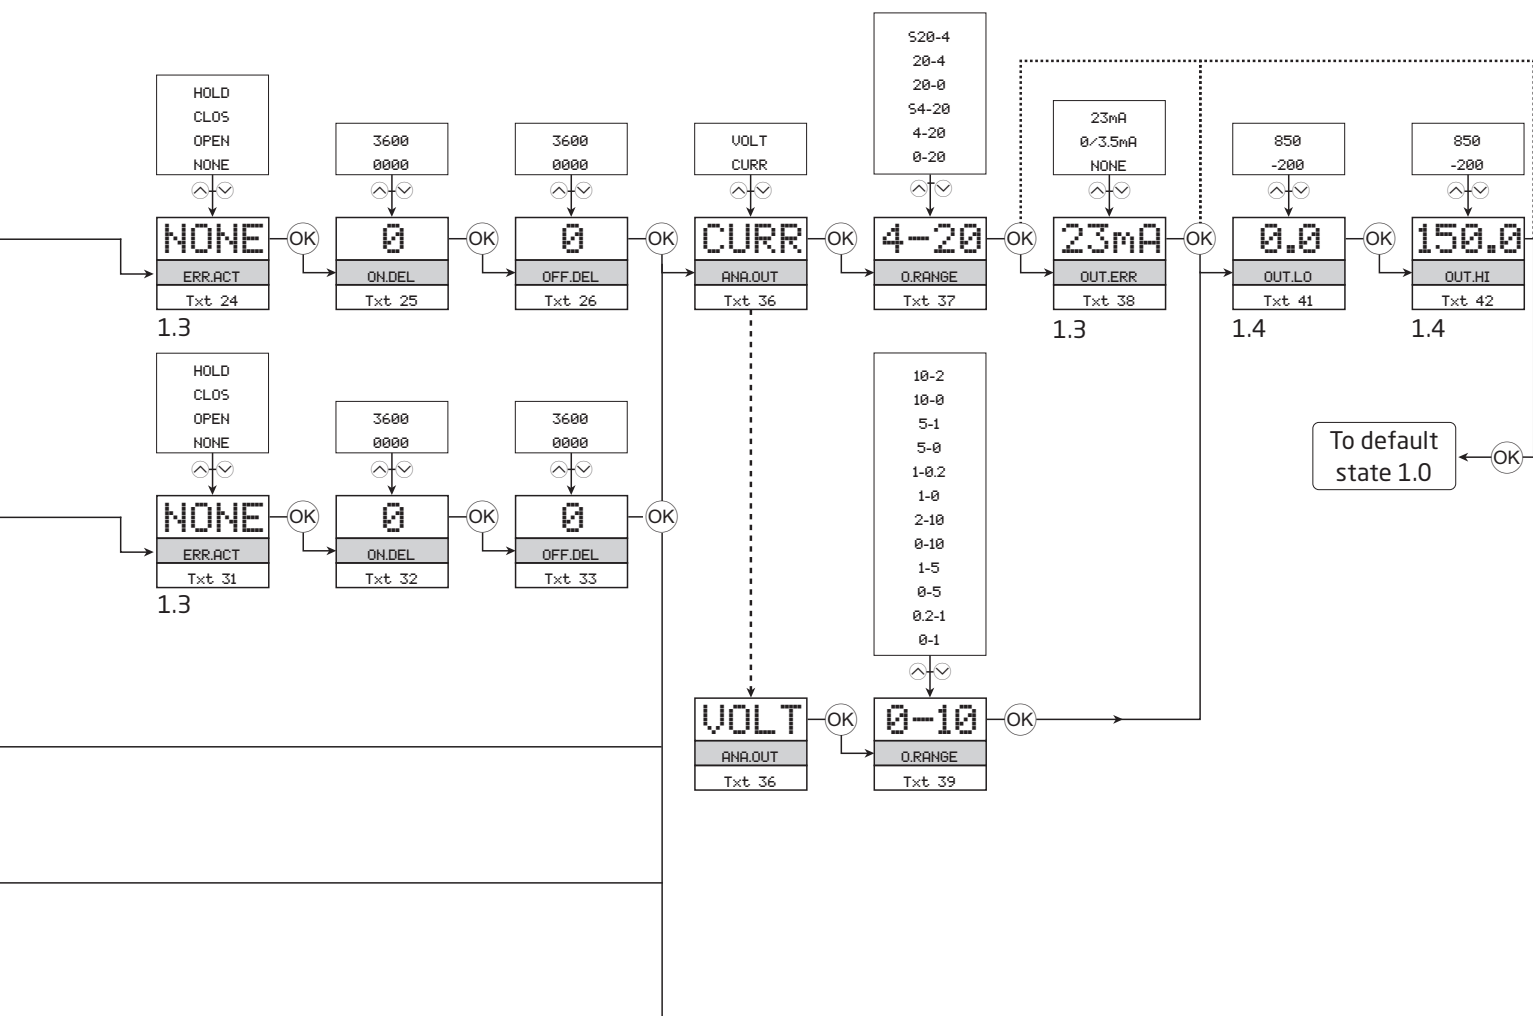 HOLD
CLOS
OPEN
NONE
NONE
ERR.ACT
Txt 24
1.3
OK
3600
0000
0
ON.DEL
Txt 25
OK
3600
0000
0
OFF.DEL
Txt 26
OK
VOLT
CURR
CURR
ANA.OUT
Txt 36
OK
S20-4
20-4
20-0
S4-20
4-20
0-20
4-20
O.RANGE
Txt 37
OK
23mA
0/3.5mA
NONE
23mA
OUT.ERR
Txt 38
1.3
OK
850
-200
0.0
OUT.LO
Txt 41
1.4
OK
850
-200
150.0
OUT.HI
Txt 42
1.4
To default
state 1.0
OK
HOLD
CLOS
OPEN
NONE
NONE
ERR.ACT
Txt 31
1.3
OK
3600
0000
0
ON.DEL
Txt 32
OK
3600
0000
0
OFF.DEL
Txt 33
OK
VOLT
ANA.OUT
Txt 36
OK
10-2
10-0
5-1
5-0
1-0.2
1-0
2-10
0-10
1-5
0-5
0.2-1
0-1
0-10
O.RANGE
Txt 39
OK